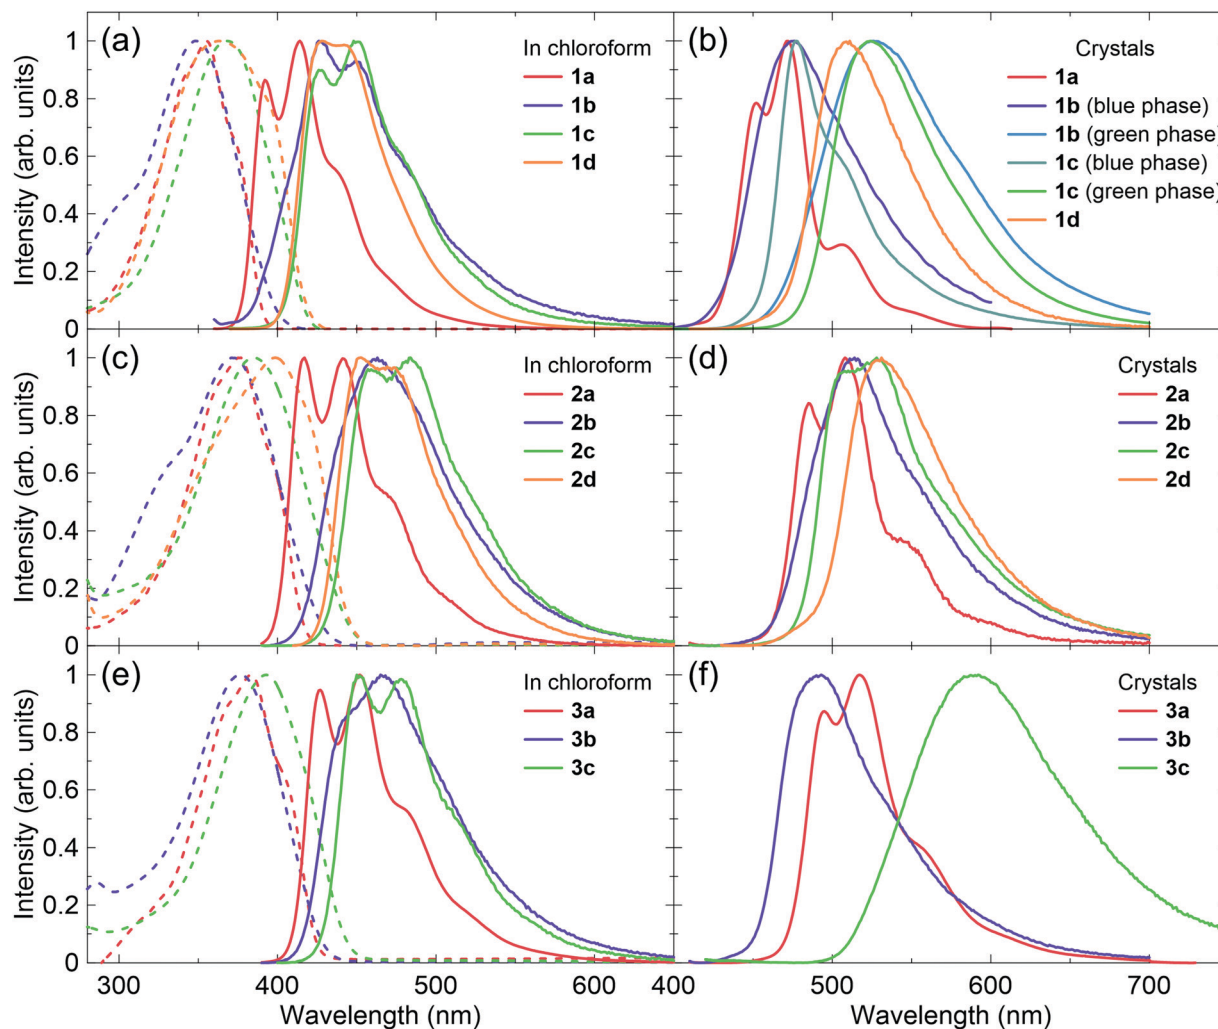 (a)
In chloroform
1a
1b
1c
1d
(b)
Crystals
1a
1b (blue phase)
1b (green phase)
1c (blue phase)
1c (green phase)
1d
Intensity (arb. units)
1
0.8
0.6
0.4
0.2
0
(c)
In chloroform
2a
2b
2c
2d
(d)
Crystals
2a
2b
2c
2d
Intensity (arb. units)
1
0.8
0.6
0.4
0.2
0
(e)
In chloroform
3a
3b
3c
(f)
Crystals
3a
3b
3c
Intensity (arb. units)
1
0.8
0.6
0.4
0.2
0
300 400 500 600 400 500 600 700
Wavelength (nm) Wavelength (nm)